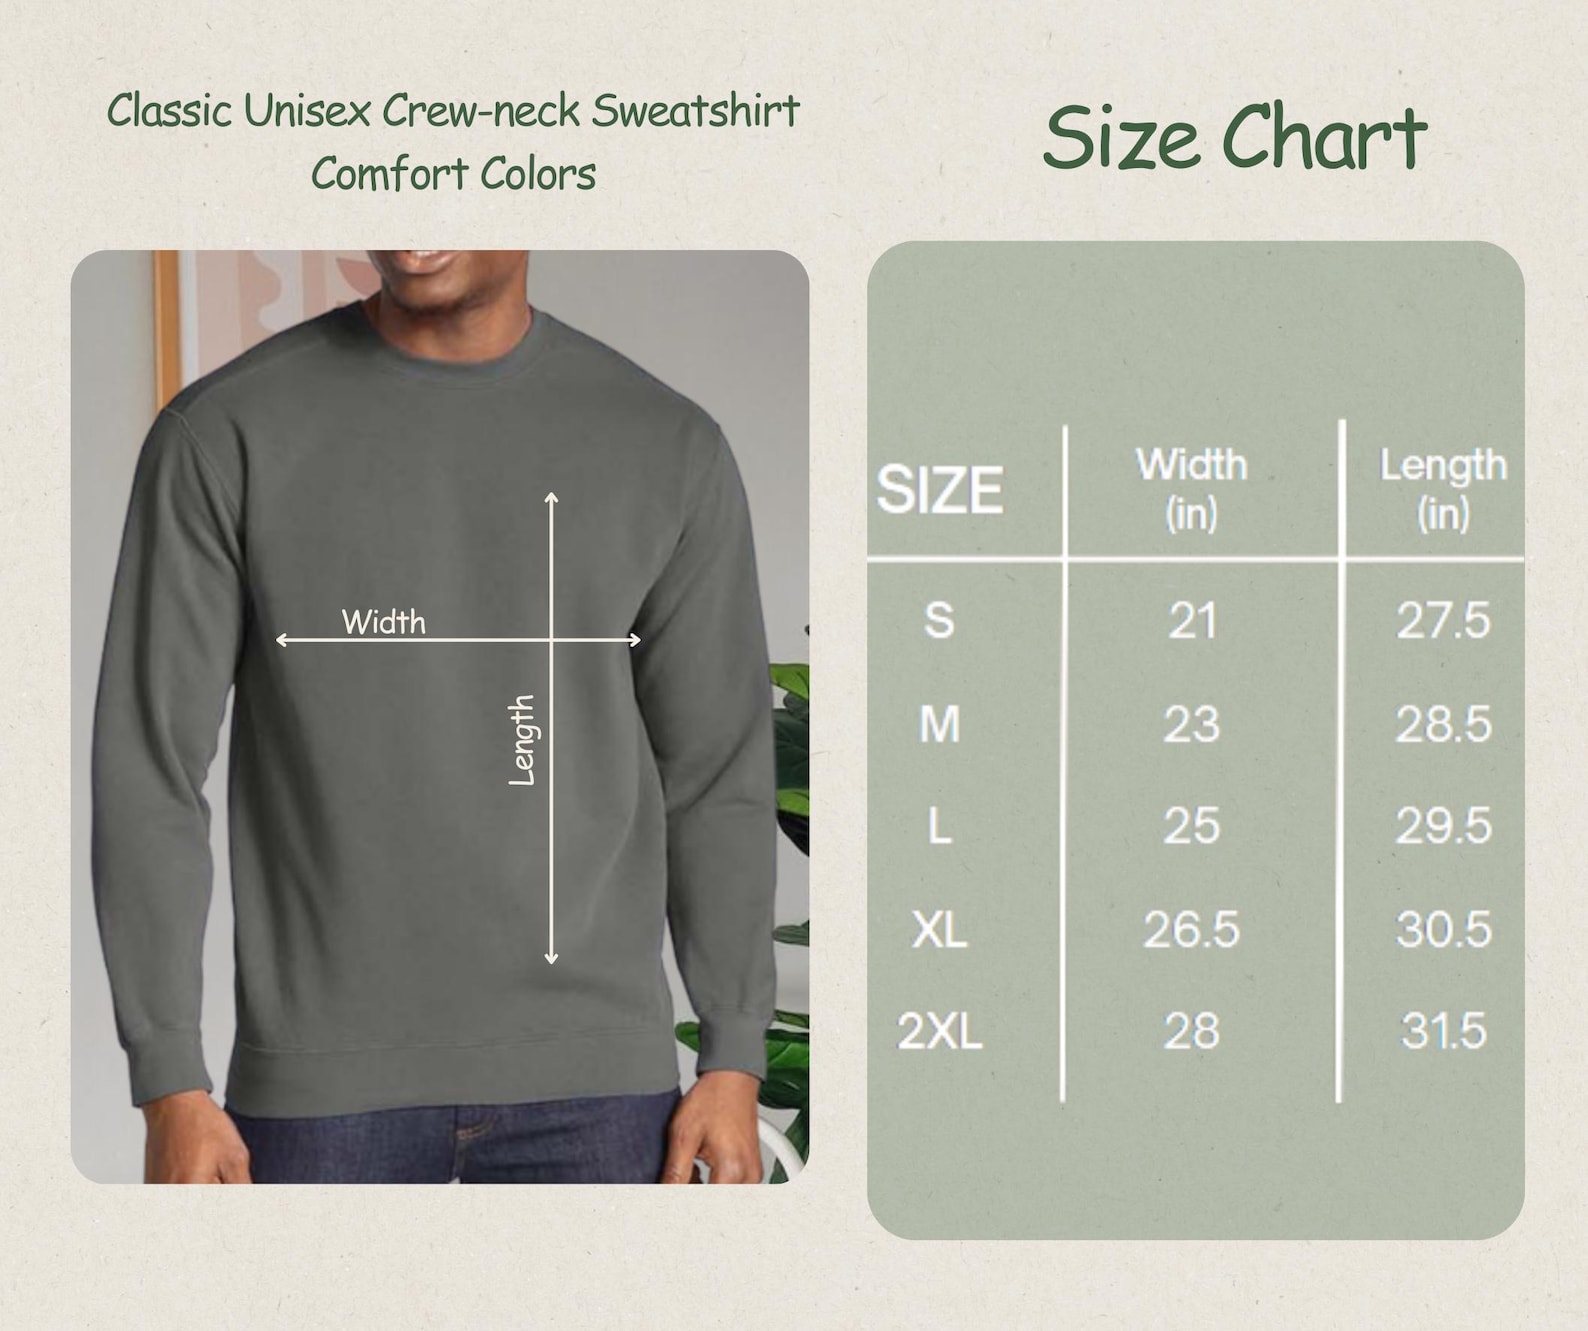 Classic Unisex Crew-neck Sweatshirt
Comfort Colors
Size Chart
Width
Length
SIZE Width (in) Length (in)
S 21 27.5
M 23 28.5
L 25 29.5
XL 26.5 30.5
2XL 28 31.5